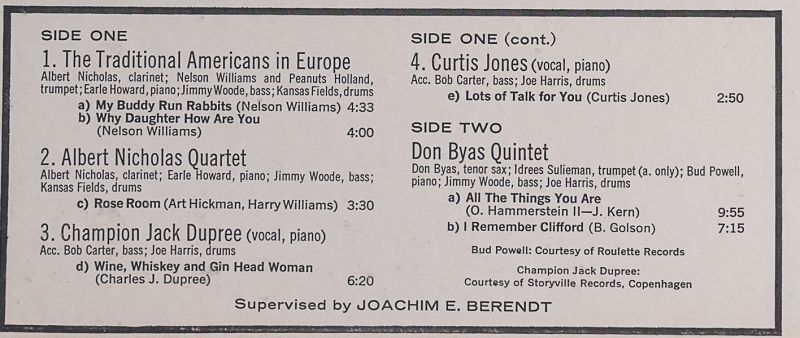 SIDE ONE
1. The Traditional Americans in Europe
Albert Nicholas, clarinet; Nelson Williams and Peanuts Holland,
trumpet; Earle Howard, piano; Jimmy Woode, bass; Kansas Fields, drums
a) My Buddy Run Rabbits (Nelson Williams) 4:33
b) Why Daughter How Are You
(Nelson Williams) 4:00
2. Albert Nicholas Quartet
Albert Nicholas, clarinet; Earle Howard, piano; Jimmy Woode, bass;
Kansas Fields, drums
c) Rose Room (Art Hickman, Harry Williams) 3:30
3. Champion Jack Dupree (vocal, piano)
Acc. Bob Carter, bass; Joe Harris, drums
d) Wine, Whiskey and Gin Head Woman
(Charles J. Dupree) 6:20
SIDE ONE (cont.)
4. Curtis Jones (vocal, piano)
Acc. Bob Carter, bass; Joe Harris, drums
e) Lots of Talk for You (Curtis Jones) 2:50
SIDE TWO
Don Byas Quintet
Don Byas, tenor sax; Idrees Sulieman, trumpet (a. only); Bud Powell,
piano; Jimmy Woode, bass; Joe Harris, drums
a) All The Things You Are
(O. Hammerstein II—J. Kern) 9:55
b) I Remember Clifford (B. Golson) 7:15
Bud Powell: Courtesy of Roulette Records
Champion Jack Dupree:
Courtesy of Storyville Records, Copenhagen
Supervised by JOACHIM E. BERENDT